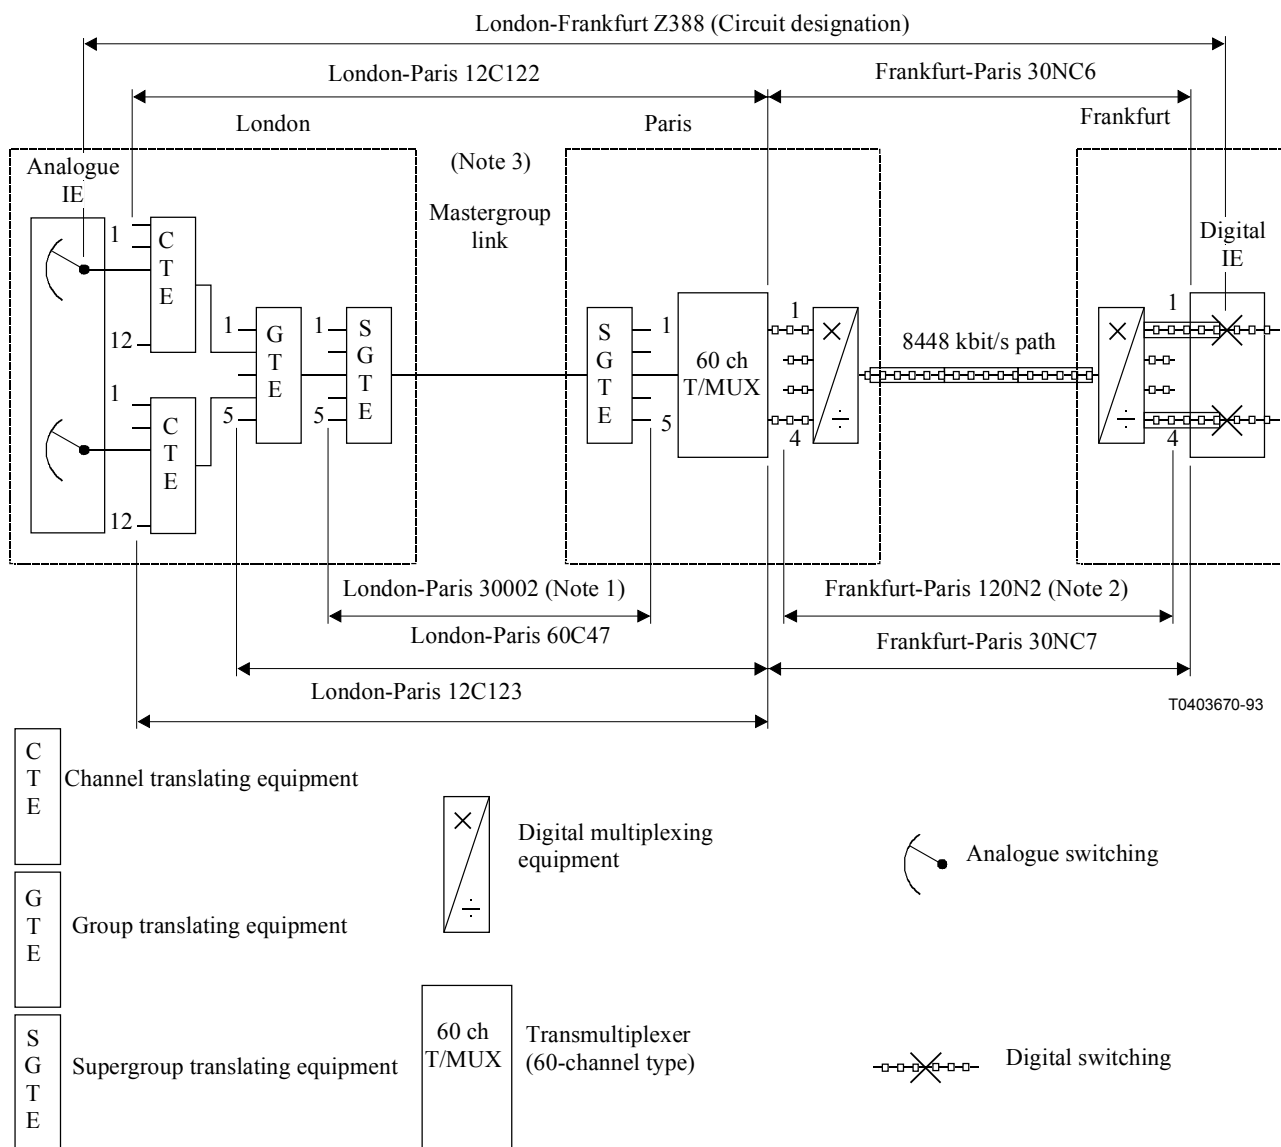 London-Frankfurt Z388 (Circuit designation)
London-Paris 12C122
Frankfurt-Paris 30NC6
London
Paris
Frankfurt
Analogue
IE
(Note 3)
Mastergroup
link
Digital
IE
1
12
C
T
E
1
12
C
T
E
1
5
G
T
E
1
5
S
G
T
E
S
G
T
E
1
5
60 ch
T/MUX
1
4
×
÷
8448 kbit/s path
×
÷
1
4
London-Paris 30002 (Note 1)
Frankfurt-Paris 120N2 (Note 2)
London-Paris 60C47
Frankfurt-Paris 30NC7
London-Paris 12C123
T0403670-93
C
T
E
Channel translating equipment
G
T
E
Group translating equipment
S
G
T
E
Supergroup translating equipment
×
÷
Digital multiplexing
equipment
60 ch
T/MUX
Transmultiplexer
(60-channel type)
Analogue switching
Digital switching